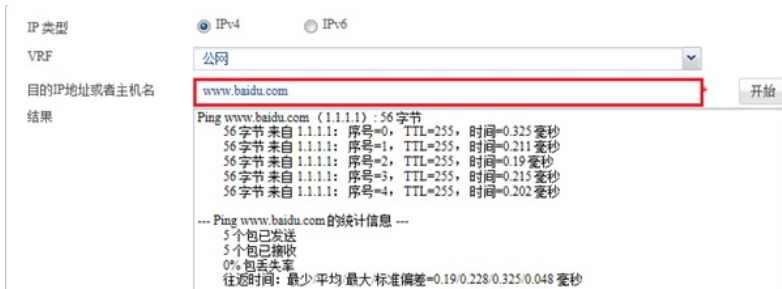 IP 类型 IPv4 IPv6
VRF 公网
目的IP地址或者主机名 www.baidu.com * 开始
结果
Ping www.baidu.com（1.1.1.1）: 56 字节
56 字节 来自 1.1.1.1：序号=0，TTL=255，时间=0.325 毫秒
56 字节 来自 1.1.1.1：序号=1，TTL=255，时间=0.211 毫秒
56 字节 来自 1.1.1.1：序号=2，TTL=255，时间=0.19 毫秒
56 字节 来自 1.1.1.1：序号=3，TTL=255，时间=0.215 毫秒
56 字节 来自 1.1.1.1：序号=4，TTL=255，时间=0.202 毫秒
--- Ping www.baidu.com 的统计信息 ---
5 个包已发送
5 个包已接收
0% 包丢失率
往返时间：最少/平均/最大/标准偏差=0.19/0.228/0.325/0.048 毫秒